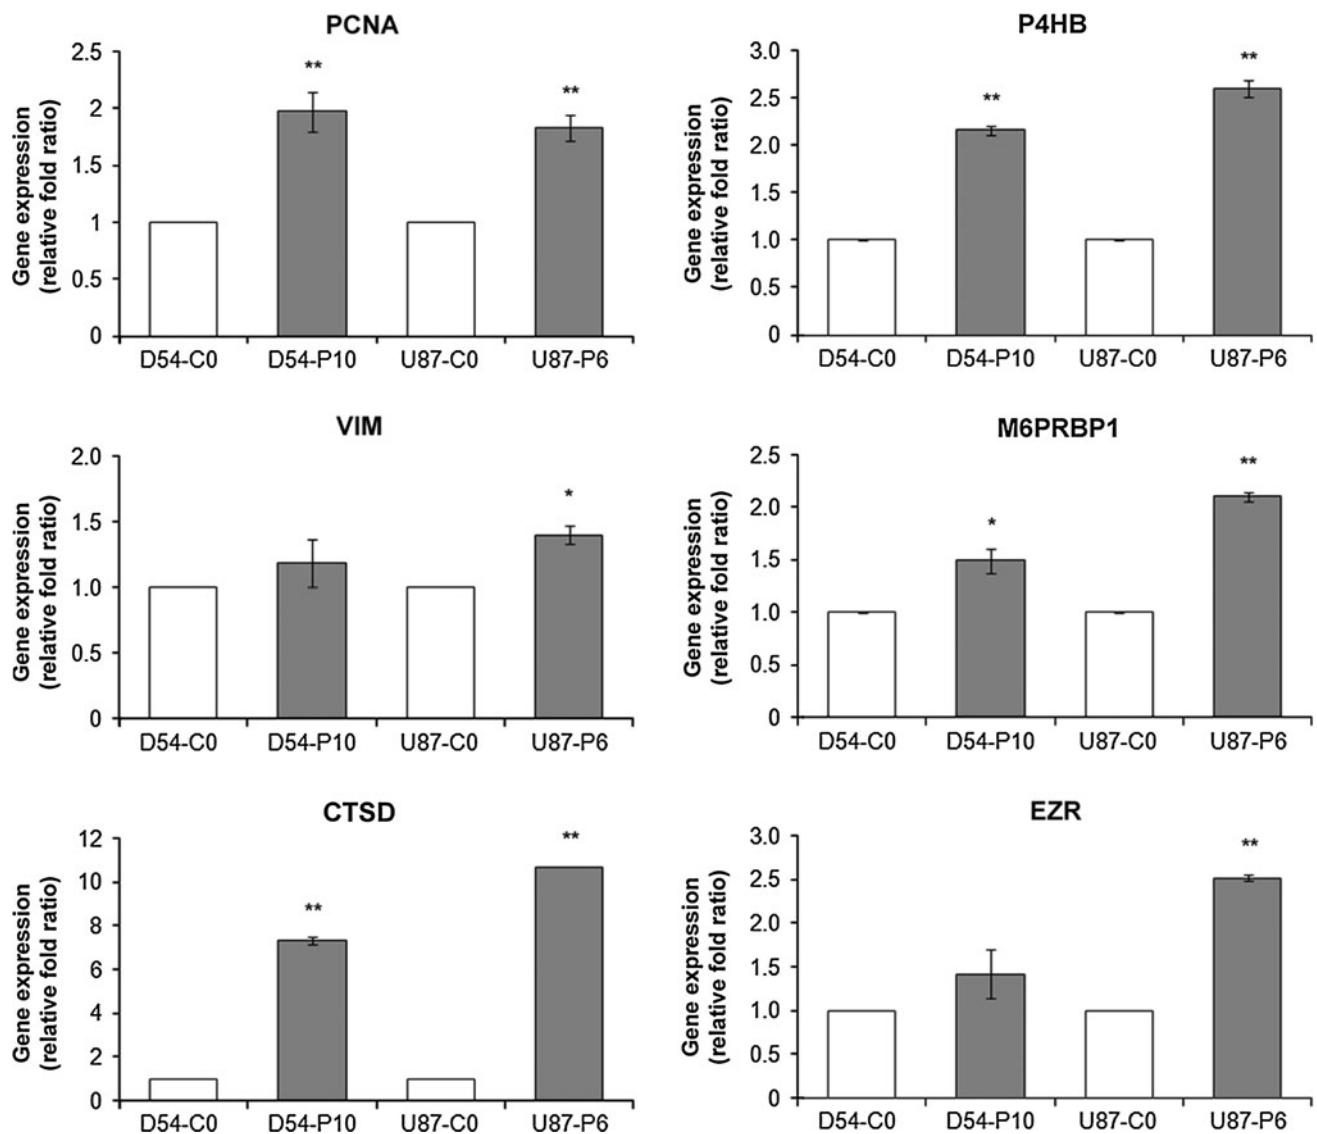 PCNA
Gene expression
(relative fold ratio)
2.5
2
1.5
1
0.5
0
**
**
D54-C0 D54-P10 U87-C0 U87-P6
P4HB
Gene expression
(relative fold ratio)
3.0
2.5
2.0
1.5
1.0
0.5
0
**
**
D54-C0 D54-P10 U87-C0 U87-P6
VIM
Gene expression
(relative fold ratio)
2.0
1.5
1.0
0.5
0
*
D54-C0 D54-P10 U87-C0 U87-P6
M6PRBP1
Gene expression
(relative fold ratio)
2.5
2.0
1.5
1.0
0.5
0
*
**
D54-C0 D54-P10 U87-C0 U87-P6
CTSD
Gene expression
(relative fold ratio)
12
10
8
6
4
2
0
**
**
D54-C0 D54-P10 U87-C0 U87-P6
EZR
Gene expression
(relative fold ratio)
3.0
2.5
2.0
1.5
1.0
0.5
0
**
D54-C0 D54-P10 U87-C0 U87-P6